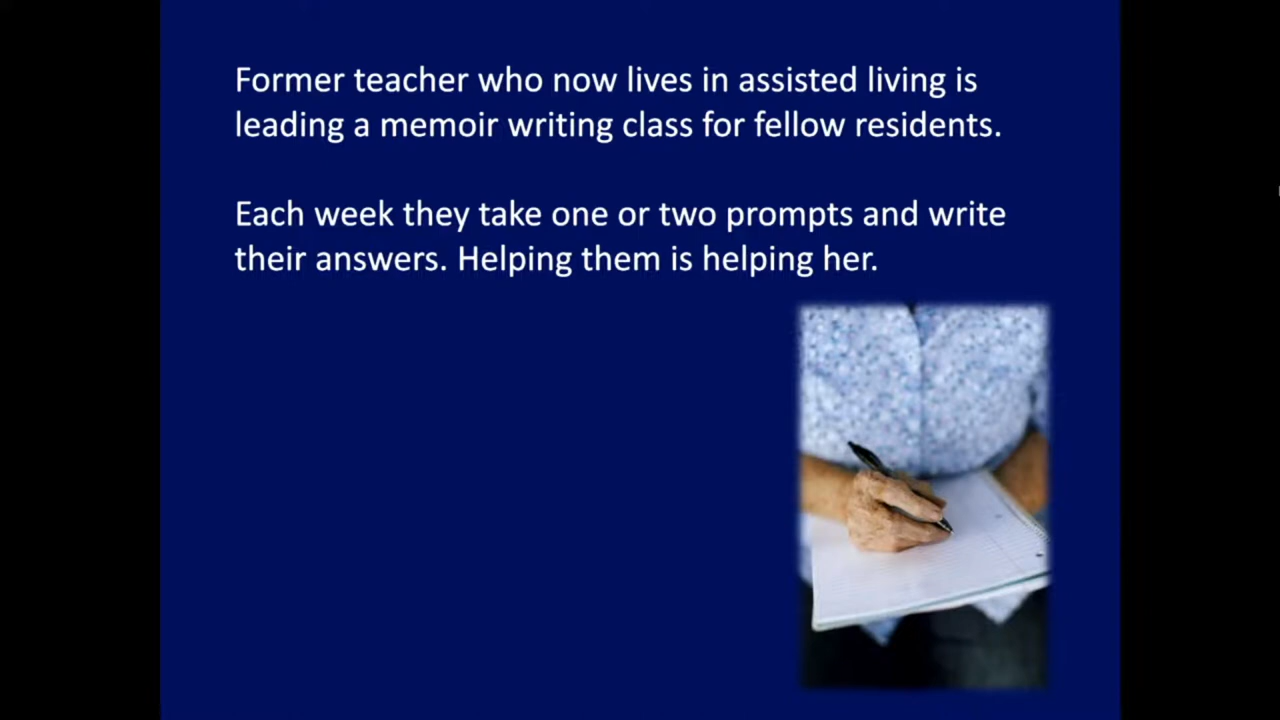 Former teacher who now lives in assisted living is
leading a memoir writing class for fellow residents.
Each week they take one or two prompts and write
their answers. Helping them is helping her.